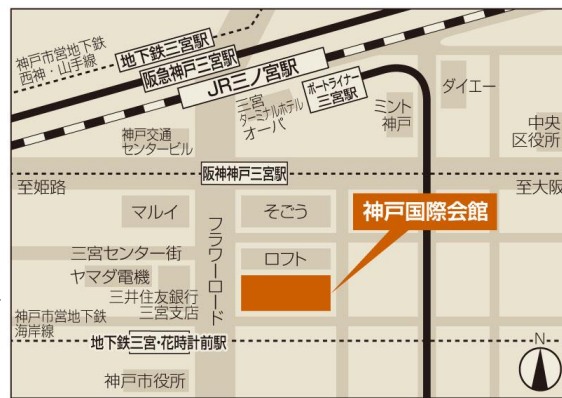 神戸市営地下鉄
西神・山手線
地下鉄三宮駅
阪急神戸三宮駅
JR三ノ宮駅
ポートライナー
三宮駅
三宮
ターミナルホテル
オーパ
ミント
神戸
ダイエー
中央
区役所
神戸交通
センタービル
阪神神戸三宮駅
至姫路
至大阪
マルイ
そごう
神戸国際会館
フラワーロード
三宮センター街
ロフト
ヤマダ電機
三井住友銀行
三宮支店
神戸市営地下鉄
海岸線
地下鉄三宮・花時計前駅
神戸市役所
N